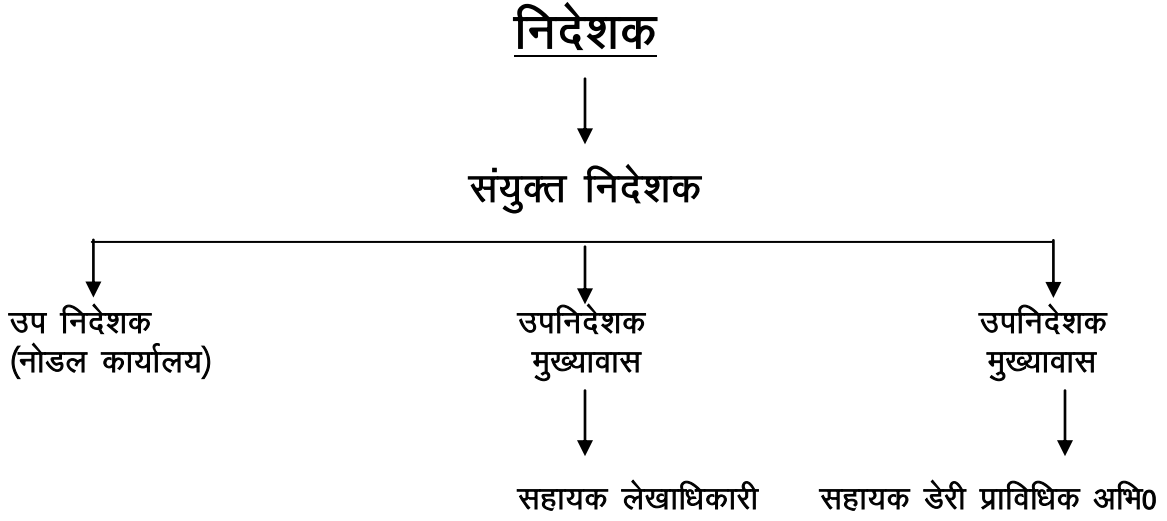 निदेशक
संयुक्त निदेशक
उप निदेशक
(नोडल कार्यालय)
उपनिदेशक
मुख्यावास
उपनिदेशक
मुख्यावास
सहायक लेखाधिकारी
सहायक डेरी प्राविधिक अभि0